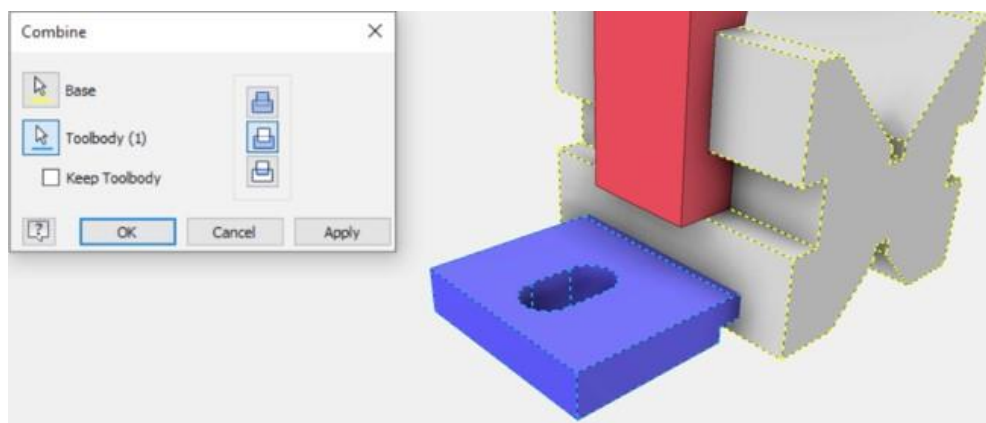 Combine
Base
Toolbody (1)
Keep Toolbody
OK
Cancel
Apply